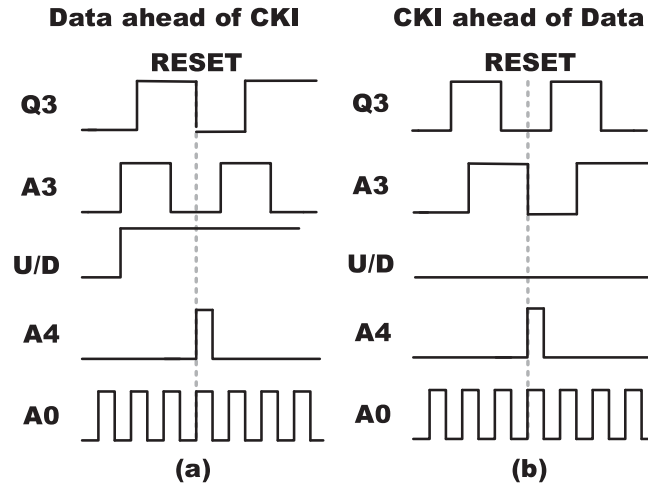 Data ahead of CKI
CKI ahead of Data
RESET
RESET
Q3
Q3
A3
A3
U/D
U/D
A4
A4
A0
A0
(a)
(b)